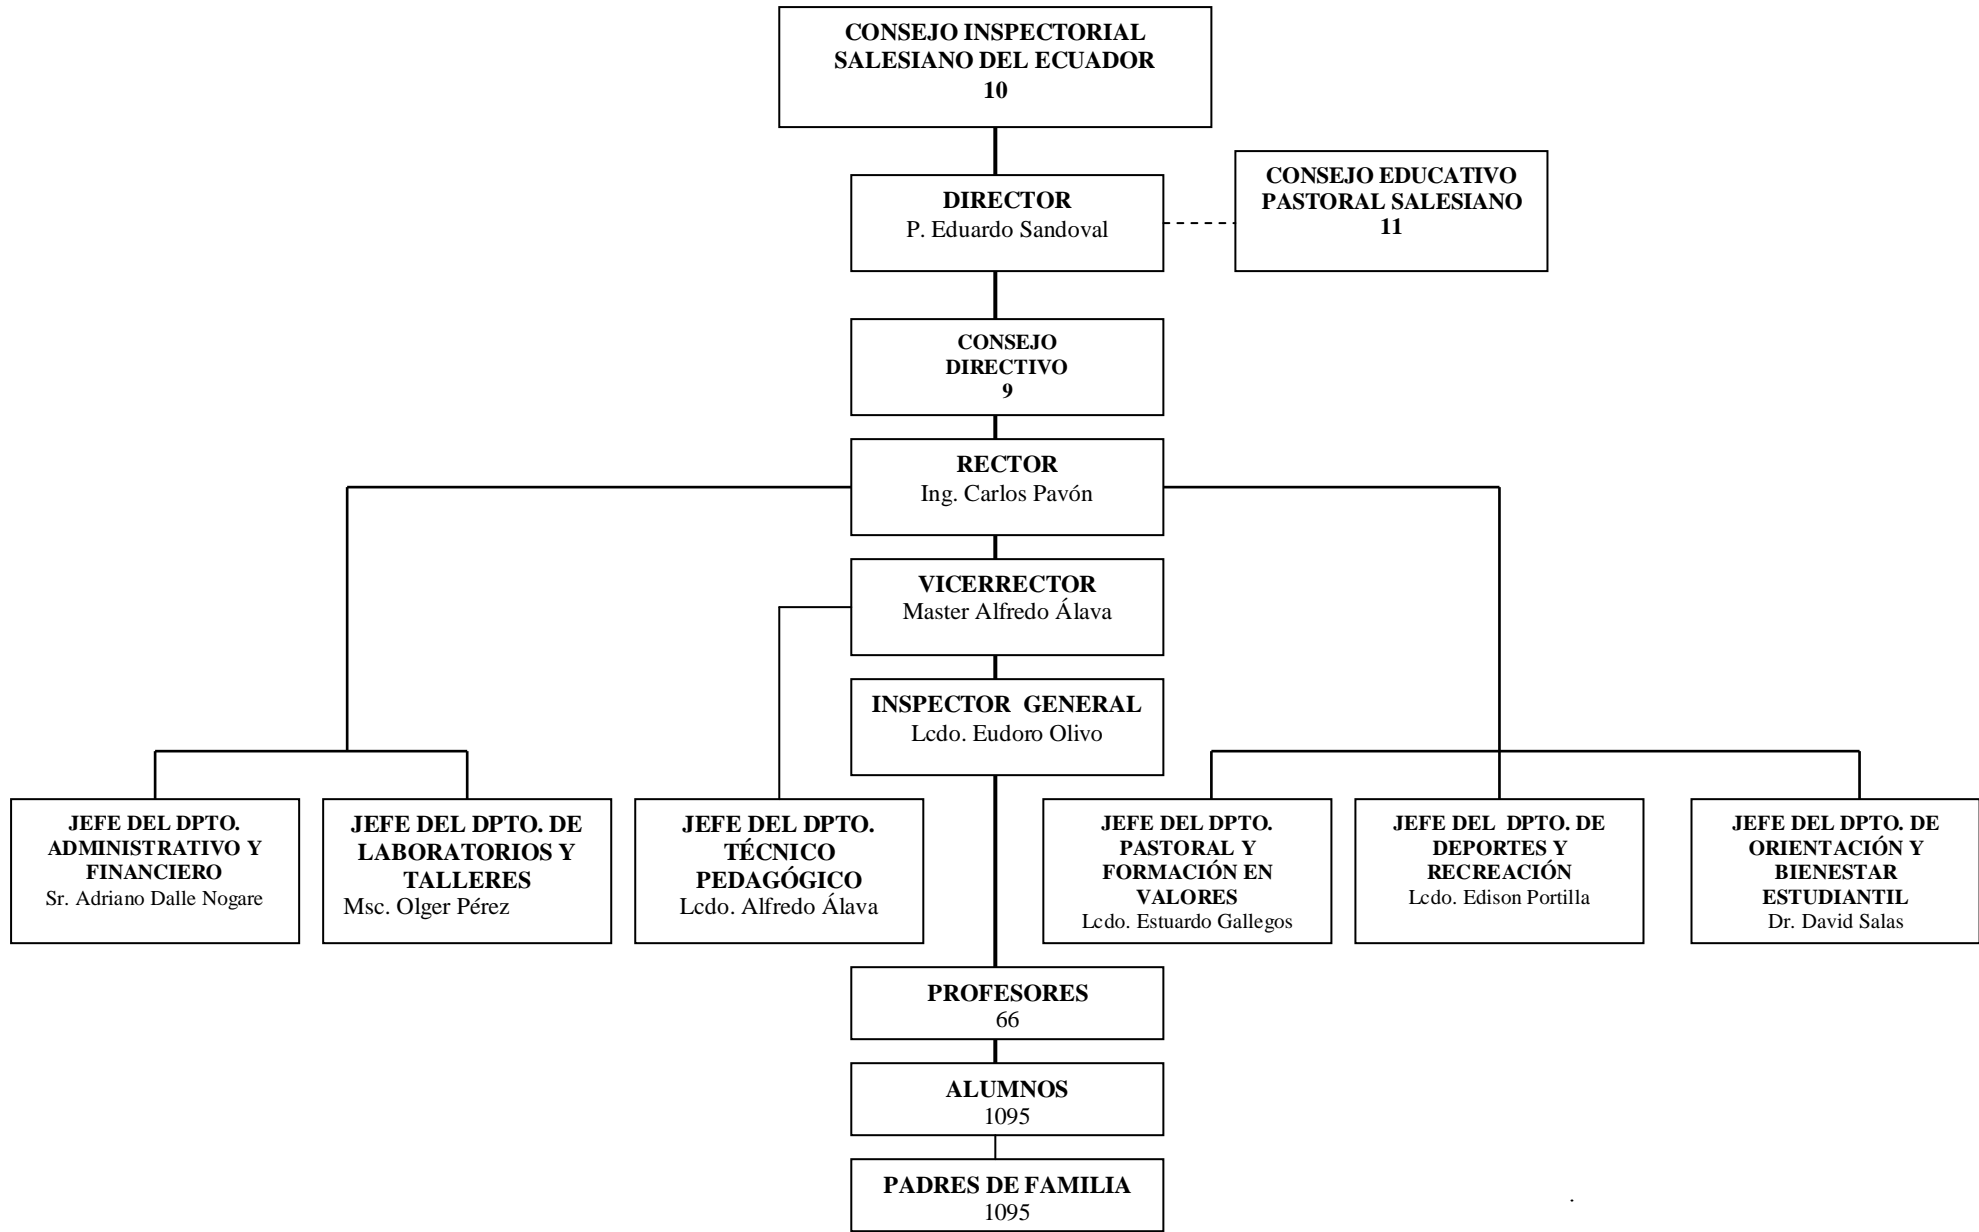 CONSEJO INSPECTORIAL
SALESIANO DEL ECUADOR
10
CONSEJO EDUCATIVO
PASTORAL SALESIANO
11
DIRECTOR
P. Eduardo Sandoval
CONSEJO
DIRECTIVO
9
RECTOR
Ing. Carlos Pavón
VICERRECTOR
Master Alfredo Álava
INSPECTOR GENERAL
Lcdo. Eudoro Olivo
JEFE DEL DPTO.
ADMINISTRATIVO Y
FINANCIERO
Sr. Adriano Dalle Nogare
JEFE DEL DPTO. DE
LABORATORIOS Y
TALLERES
Msc. Olger Pérez
JEFE DEL DPTO.
TÉCNICO
PEDAGÓGICO
Lcdo. Alfredo Álava
JEFE DEL DPTO.
PASTORAL Y
FORMACIÓN EN
VALORES
Lcdo. Estuardo Gallegos
JEFE DEL DPTO. DE
DEPORTES Y
RECREACIÓN
Lcdo. Edison Portilla
JEFE DEL DPTO. DE
ORIENTACIÓN Y
BIENESTAR
ESTUDIANTIL
Dr. David Salas
PROFESORES
66
ALUMNOS
1095
PADRES DE FAMILIA
1095
.